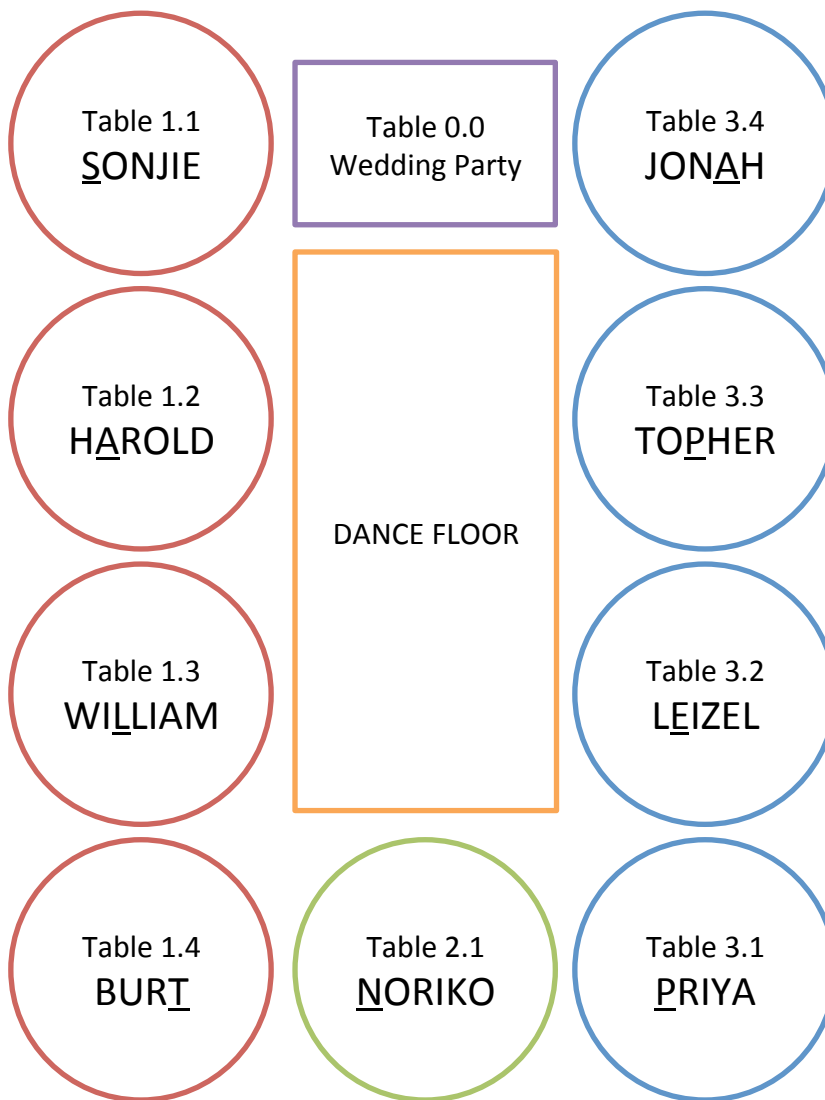 Table 1.1
SONJIE
Table 0.0
Wedding Party
Table 3.4
JONAH
Table 1.2
HAROLD
Table 3.3
TOPHER
DANCE FLOOR
Table 1.3
WILLIAM
Table 3.2
LEIZEL
Table 1.4
BURT
Table 2.1
NORIKO
Table 3.1
PRIYA